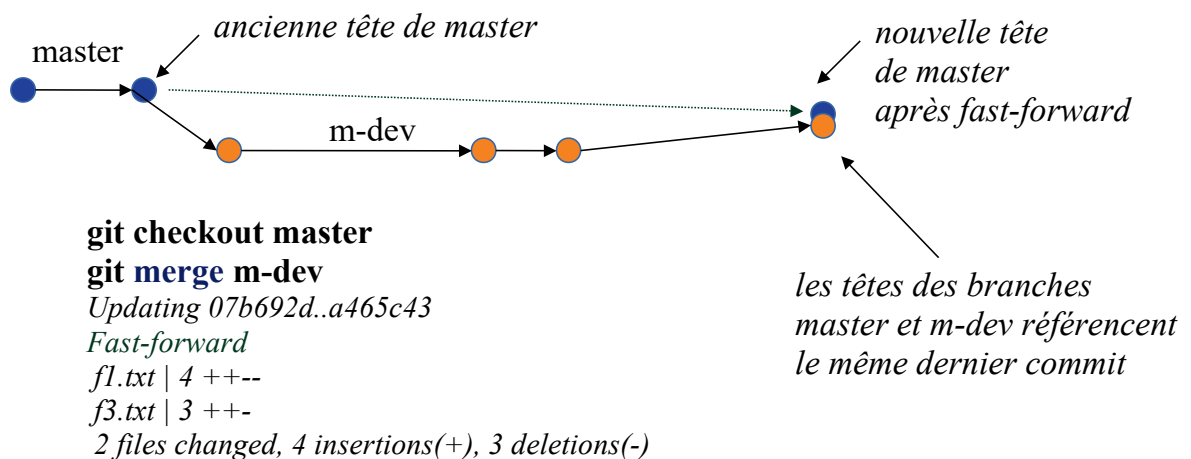 ancienne tête de master
master
nouvelle tête
de master
après fast-forward
m-dev
git checkout master
git merge m-dev
Updating 07b692d..a465c43
Fast-forward
f1.txt | 4 ++--
f3.txt | 3 ++-
2 files changed, 4 insertions(+), 3 deletions(-)
les têtes des branches
master et m-dev référencent
le même dernier commit